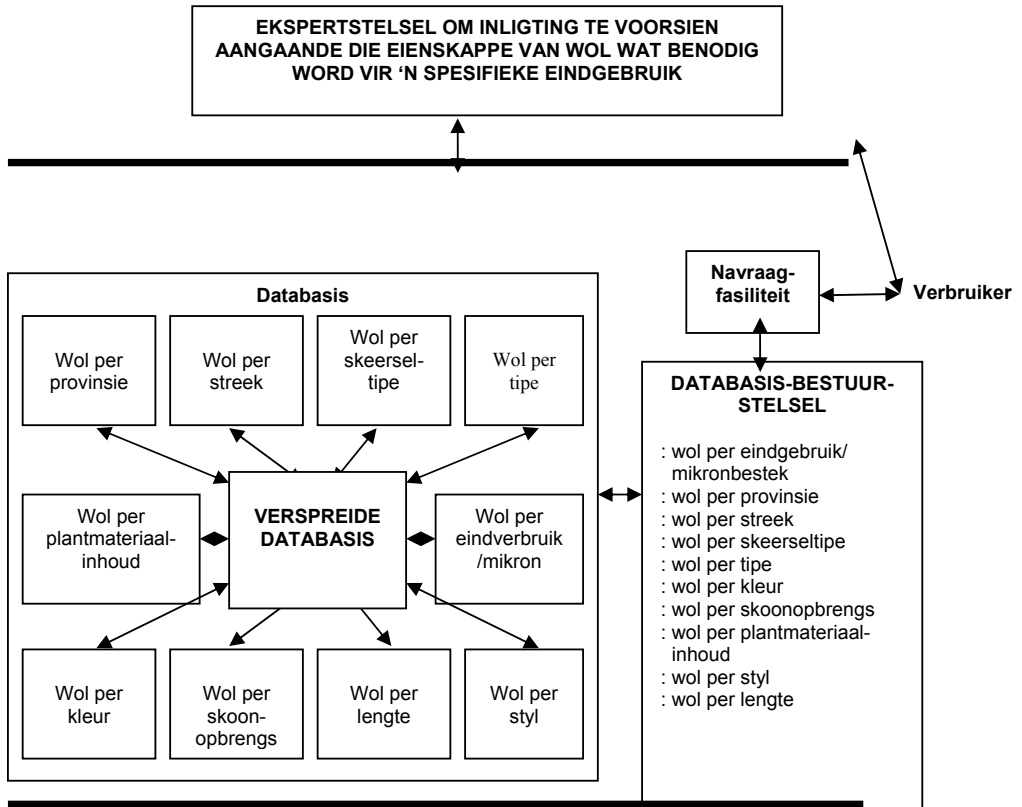 EKSPERTSTELSEL OM INLIGTING TE VOORSIEN
AANGAANDE DIE EIENSKAPPE VAN WOL WAT BENODIG
WORD VIR ‘N SPESIFIEKE EINDGEBRUIK
Navraag-
fasiliteit
Verbruiker
Databasis
Wol per
provinsie
Wol per
streek
Wol per
skeersel-
tipe
Wol per
tipe
Wol per
plantmateriaal-
inhoud
VERSPREIDE
DATABASIS
Wol per
eindverbruik
/mikron
Wol per
kleur
Wol per
skoon-
opbrengs
Wol per
lengte
Wol per
styl
DATABASIS-BESTUUR-
STELSEL
: wol per eindgebruik/
mikronbestek
: wol per provinsie
: wol per streek
: wol per skeerseltipe
: wol per tipe
: wol per kleur
: wol per skoonopbrengs
: wol per plantmateriaal-
inhoud
: wol per styl
: wol per lengte